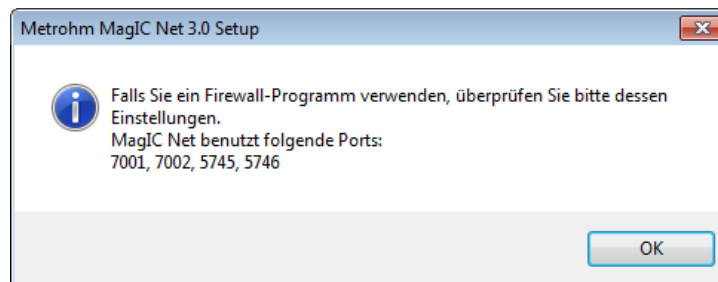 Metrohm MagIC Net 3.0 Setup
Falls Sie ein Firewall-Programm verwenden, überprüfen Sie bitte dessen
Einstellungen.
MagIC Net benutzt folgende Ports:
7001, 7002, 5745, 5746
OK